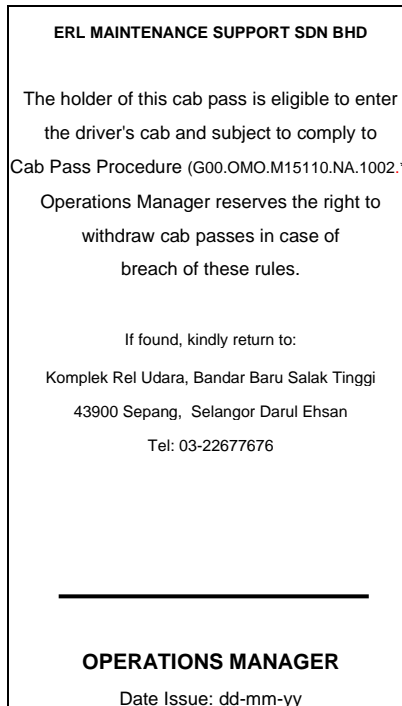 ERL MAINTENANCE SUPPORT SDN BHD
The holder of this cab pass is eligible to enter
the driver's cab and subject to comply to
Cab Pass Procedure (G00.OMO.M15110.NA.1002.*
Operations Manager reserves the right to
withdraw cab passes in case of
breach of these rules.
If found, kindly return to:
Komplek Rel Udara, Bandar Baru Salak Tinggi
43900 Sepang, Selangor Darul Ehsan
Tel: 03-22677676
OPERATIONS MANAGER
Date Issue: dd-mm-yy